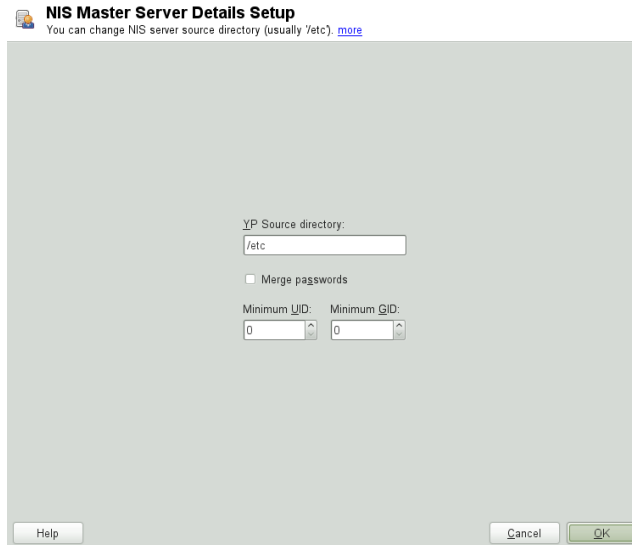 NIS Master Server Details Setup
You can change NIS server source directory (usually '/etc'). more
YP Source directory:
/etc
Merge passwords
Minimum UID: Minimum GID:
0 0
Help Cancel OK